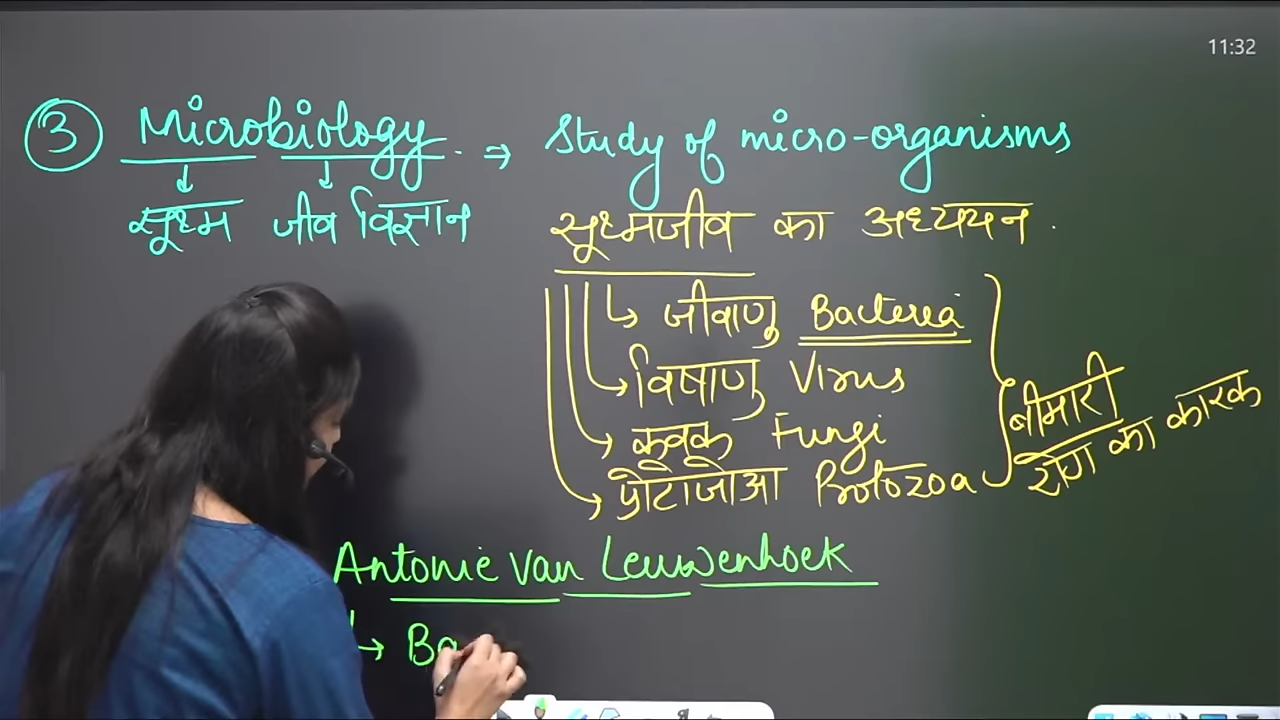 11:32
3 Microbiology. ⇒ Study of micro-organisms
सूक्ष्म जीव विज्ञान
सूक्ष्मजीव का अध्ययन.
↳ जीवाणु Bacteria
→ विषाणु Virus
→ कवक Fungi
→ प्रोटोजोआ Protozoa
बीमारी
रोग का कारक
Antonie Van Leuwenhoek
↳ Ba